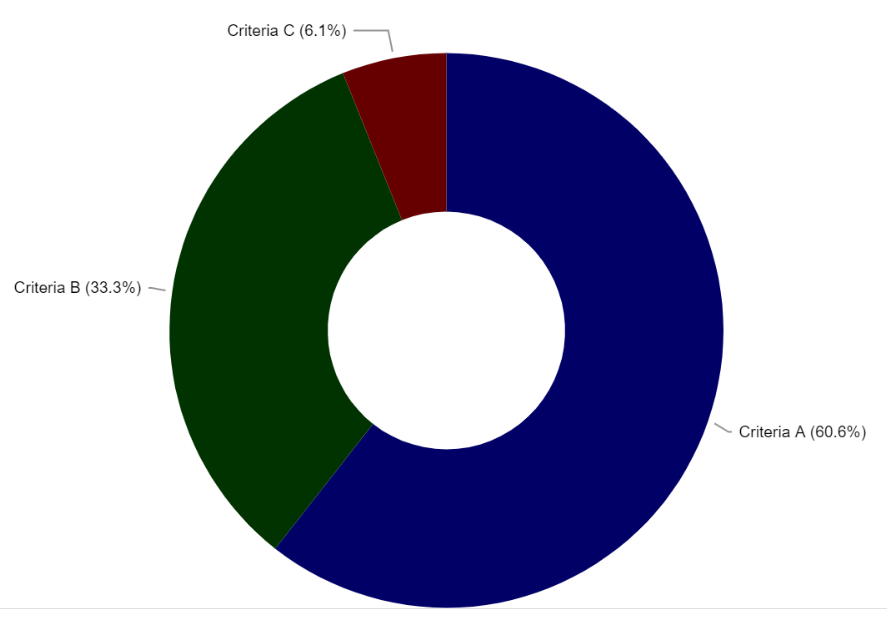 Criteria C (6.1%)
Criteria B (33.3%)
Criteria A (60.6%)